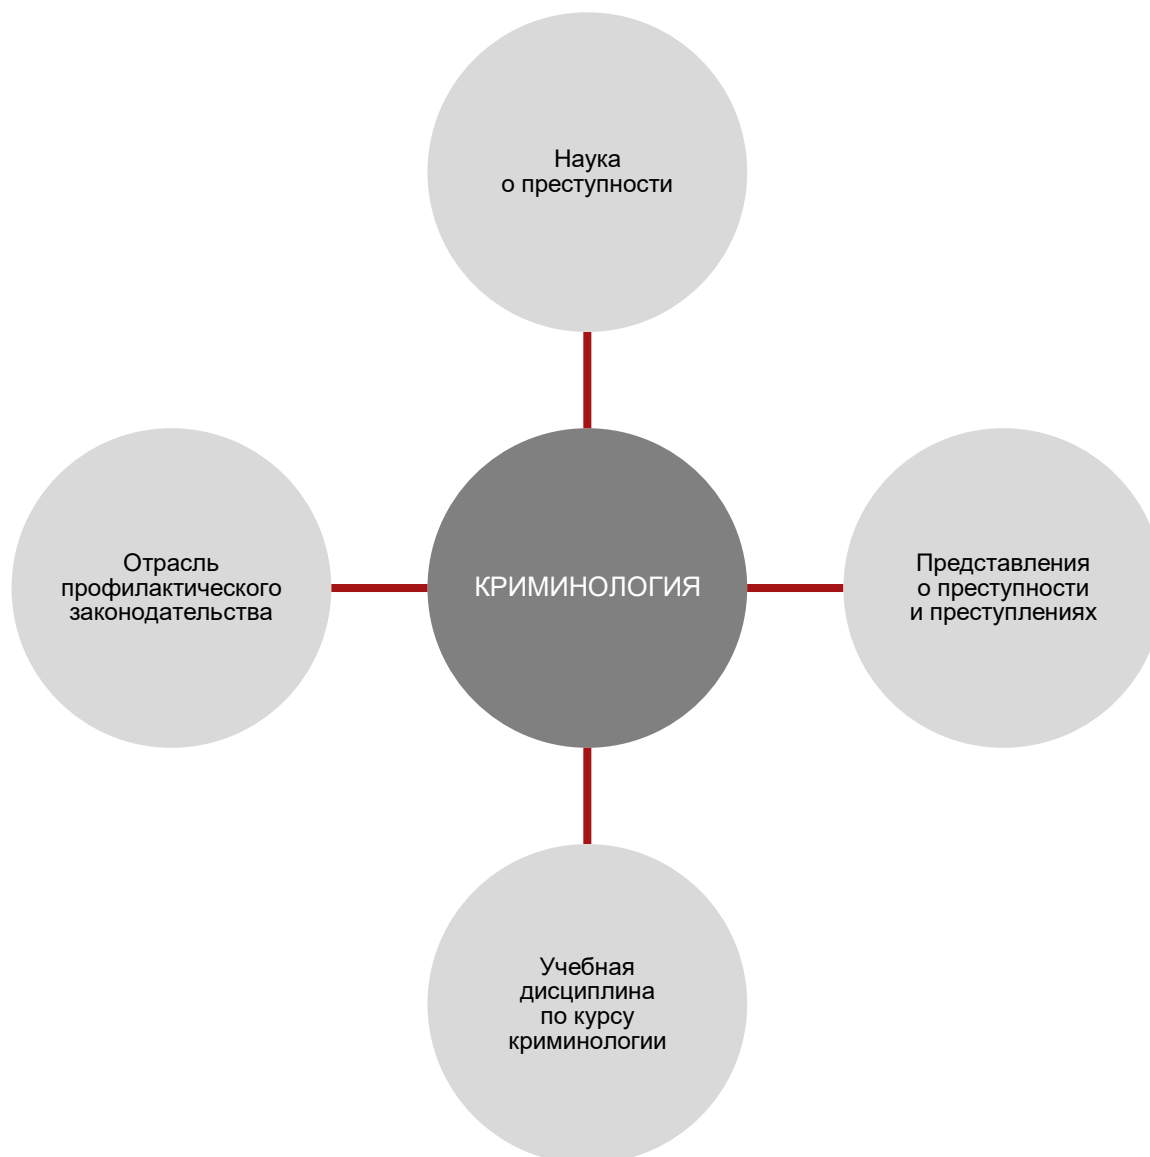 Наука
о преступности
Отрасль
профилактического
законодательства
КРИМИНОЛОГИЯ
Представления
о преступности
и преступлениях
Учебная
дисциплина
по курсу
криминологии